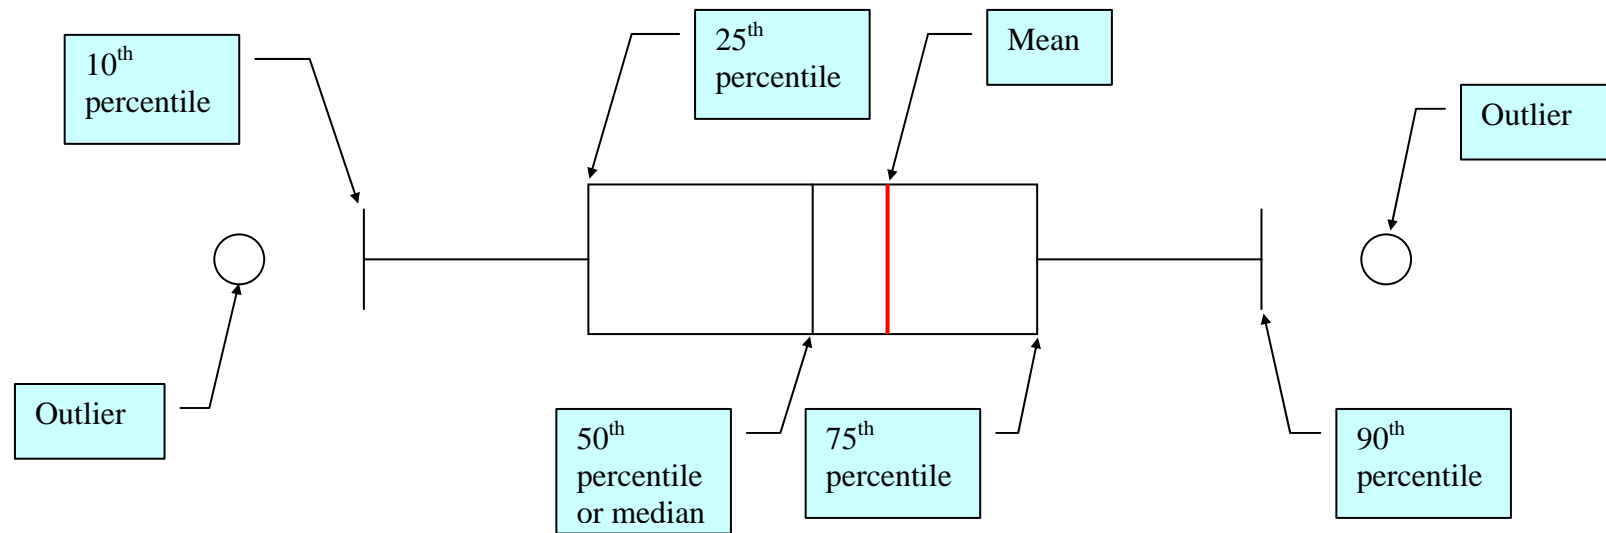 10th
percentile
25th
percentile
Mean
Outlier
Outlier
50th
percentile
or median
75th
percentile
90th
percentile